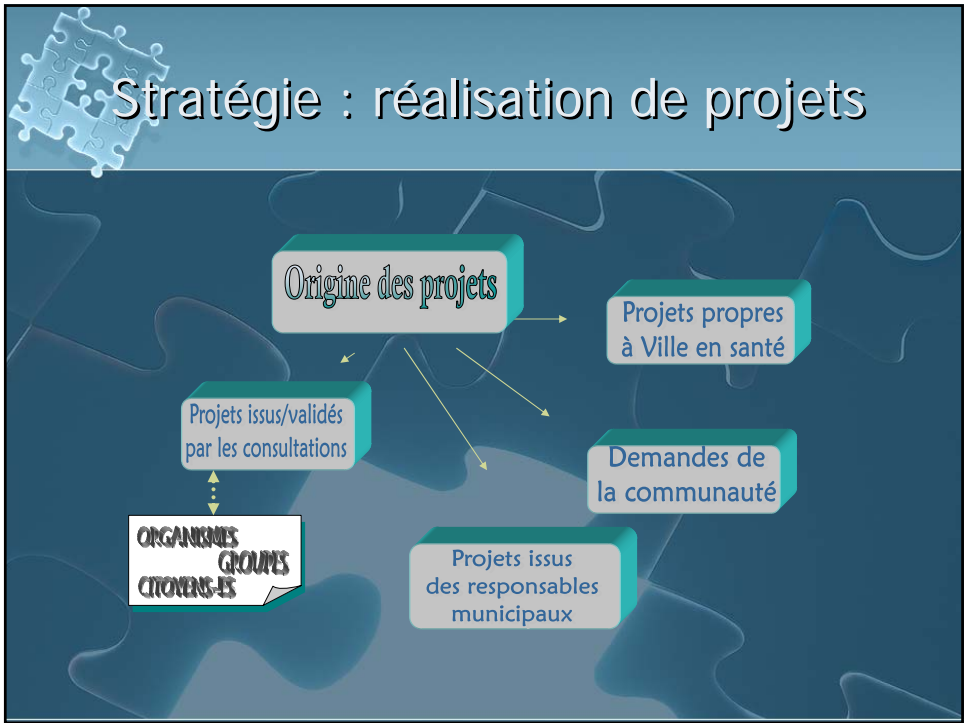 Stratégie : réalisation de projets
Origine des projets
Projets propres
à Ville en santé
Projets issus/validés
par les consultations
Demandes de
la communauté
ORGANISMES
GROUPES
CITOYENS-ES
Projets issus
des responsables
municipaux